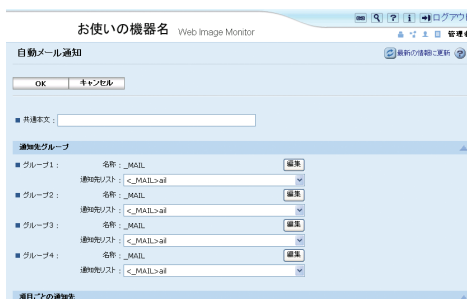 ログアウト
お使いの機器名 Web Image Monitor
管理者
自動メール通知 最新の情報に更新
OK キャンセル
■ 共通本文 :
通知先グループ
■ グループ1 : 名称 : _MAIL 編集
通知先リスト : <_MAIL>ail
■ グループ2 : 名称 : _MAIL 編集
通知先リスト : <_MAIL>ail
■ グループ3 : 名称 : _MAIL 編集
通知先リスト : <_MAIL>ail
■ グループ4 : 名称 : _MAIL 編集
通知先リスト : <_MAIL>ail
項目ごとの通知先